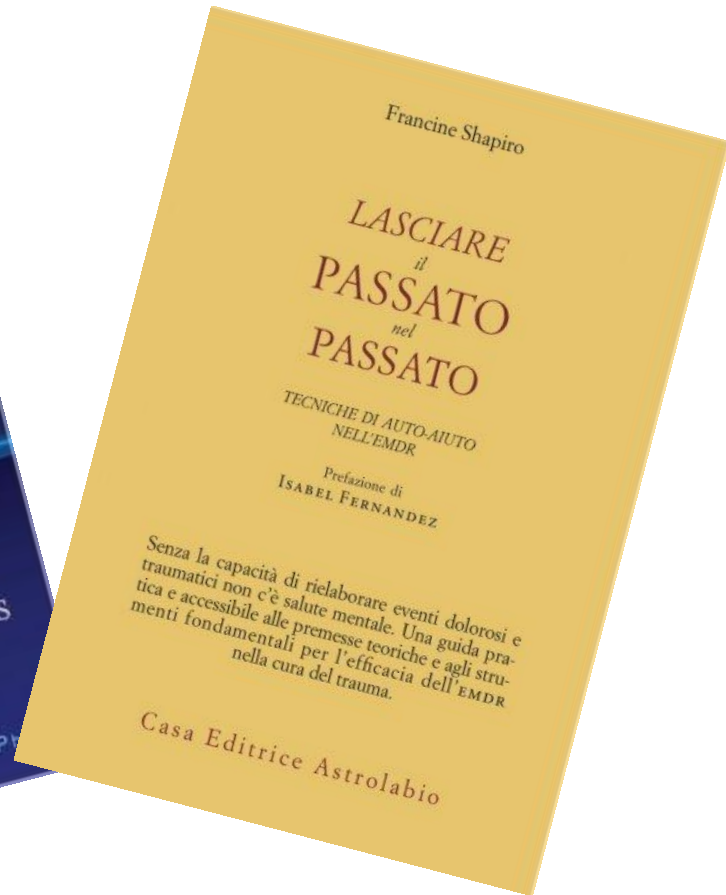 Francine Shapiro
LASCIARE
il
PASSATO
nel
PASSATO
TECNICHE DI AUTO-AIUTO
NELL'EMDR
Prefazione di
ISABEL FERNANDEZ
Senza la capacità di rielaborare eventi dolorosi e
traumatici non c'è salute mentale. Una guida pra-
tica e accessibile alle premesse teoriche e agli stru-
menti fondamentali per l'efficacia dell'EMDR
nella cura del trauma.
Casa Editrice Astrolabio
S